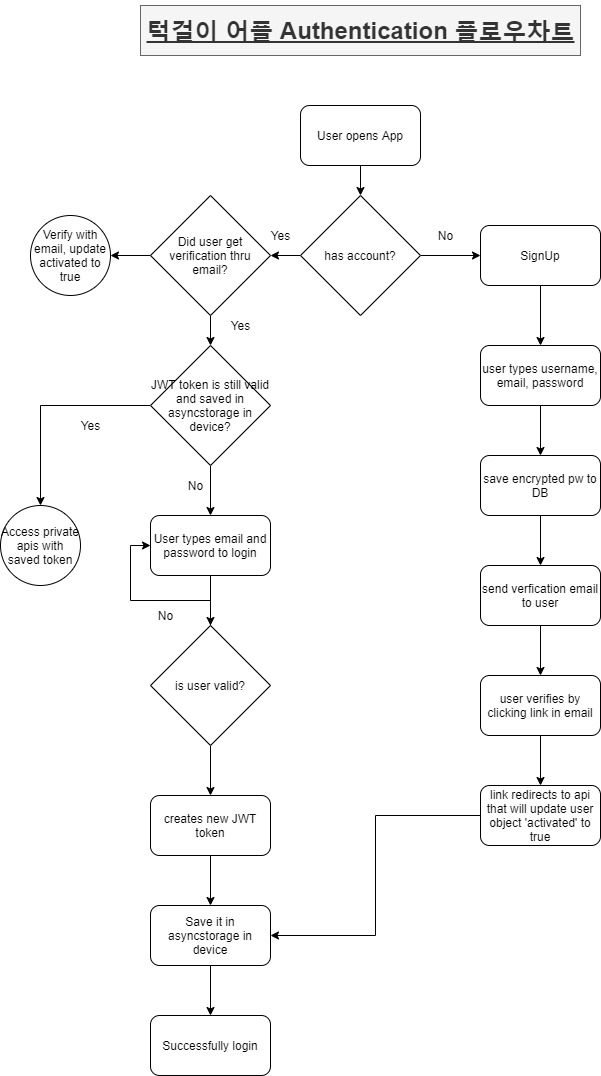 턱걸이 어플 Authentication 플로우차트
User opens App
has account?
Yes
No
Did user get
verification thru
email?
Verify with
email, update
activated to
true
SignUp
Yes
JWT token is still valid
and saved in
asyncstorage in
device?
user types username,
email, password
Yes
No
save encrypted pw to
DB
Access private
apis with
saved token
User types email and
password to login
send verfication email
to user
No
is user valid?
user verifies by
clicking link in email
creates new JWT
token
link redirects to api
that will update user
object 'activated' to
true
Save it in
asyncstorage in
device
Successfully login